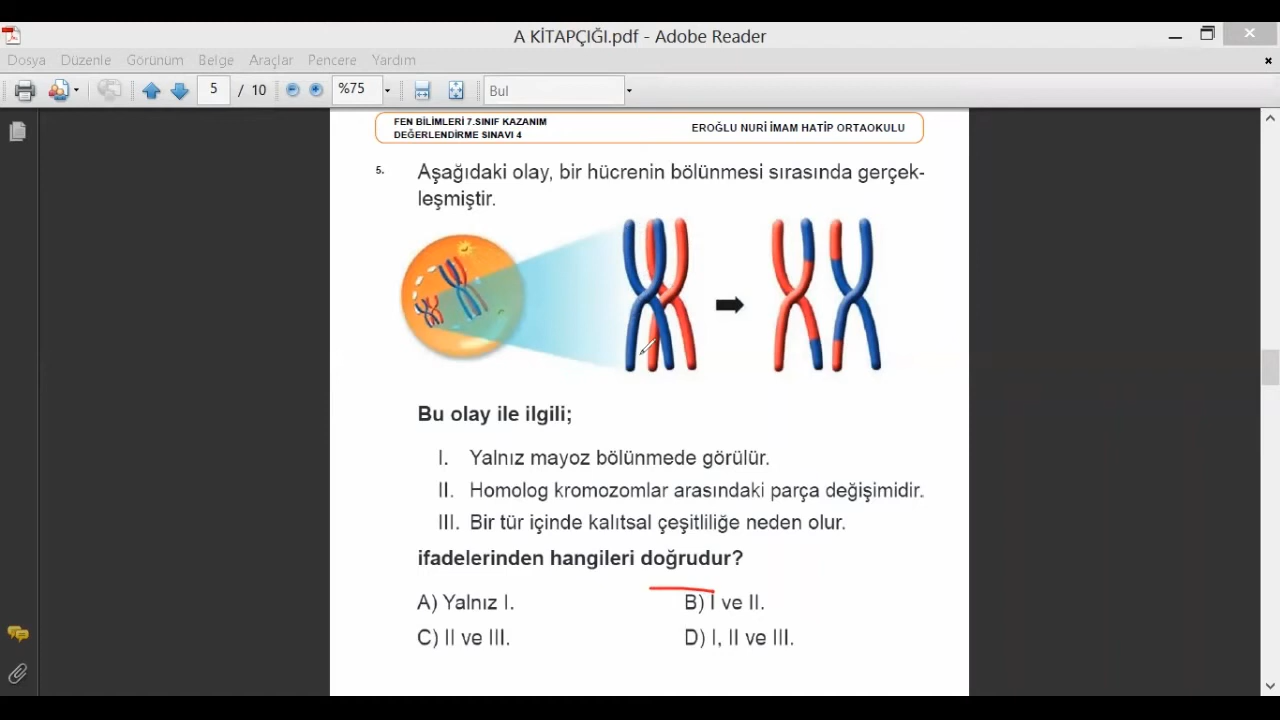 A KİTAPÇIĞI.pdf - Adobe Reader
Dosya Düzenle Görünüm Belge Araçlar Pencere Yardım
5 / 10 %75 Bul
FEN BİLİMLERİ 7.SINIF KAZANIM
DEĞERLENDİRME SINAVI 4
EROĞLU NURİ İMAM HATİP ORTAOKULU
5. Aşağıdaki olay, bir hücrenin bölünmesi sırasında gerçek-
leşmiştir.
Bu olay ile ilgili;
I. Yalnız mayoz bölünmede görülür.
II. Homolog kromozomlar arasındaki parça değişimidir.
III. Bir tür içinde kalıtsal çeşitliliğe neden olur.
ifadelerinden hangileri doğrudur?
A) Yalnız I. B) I ve II.
C) II ve III. D) I, II ve III.